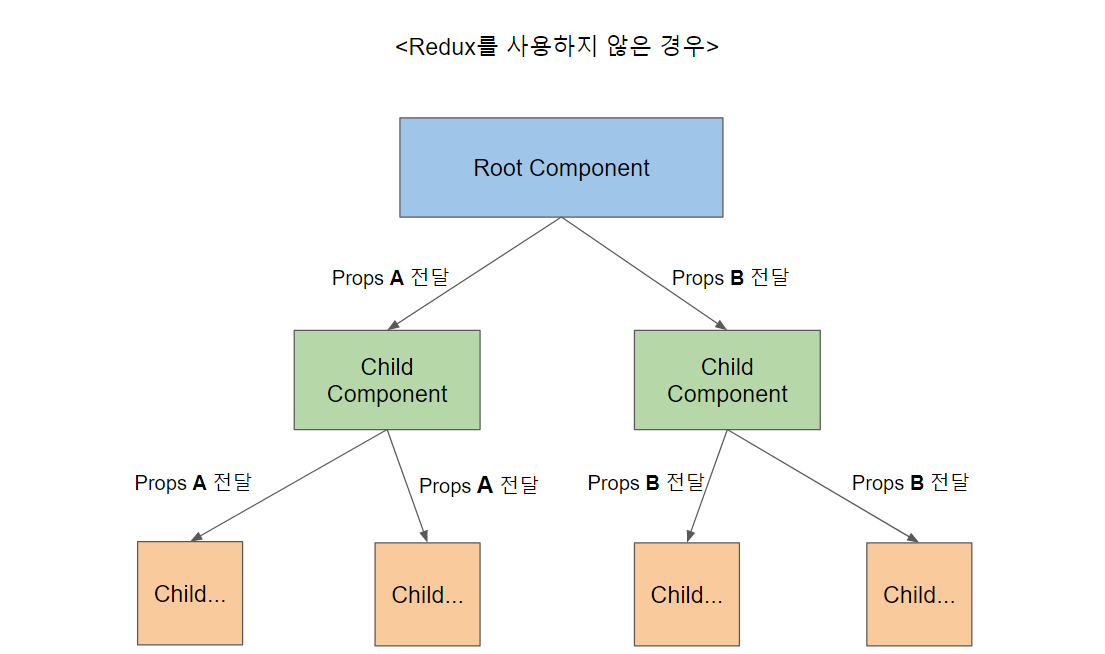 <Redux를 사용하지 않은 경우>
Root Component
Props A 전달
Props B 전달
Child
Component
Child
Component
Props A 전달
Props A 전달
Props B 전달
Props B 전달
Child...
Child...
Child...
Child...